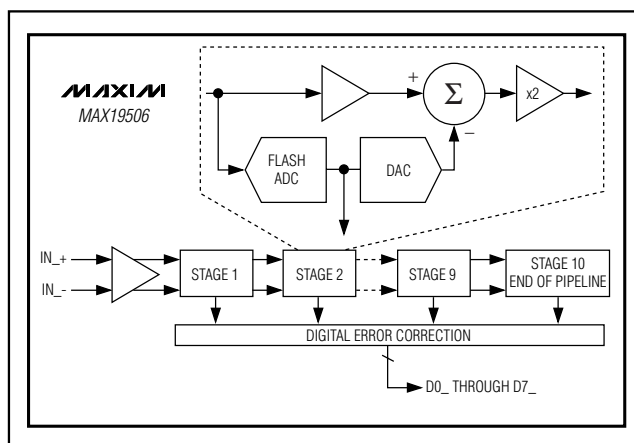 MAXIM
MAX19506
+
Σ
x2
−
FLASH
ADC
DAC
IN_+
IN_-
STAGE 1
STAGE 2
STAGE 9
STAGE 10
END OF PIPELINE
DIGITAL ERROR CORRECTION
D0_ THROUGH D7_